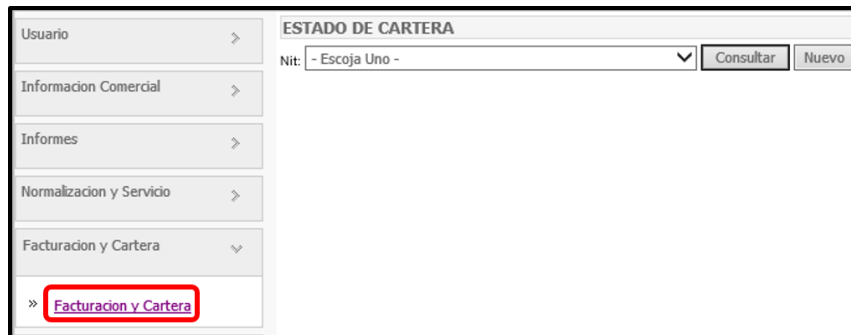 Usuario
Informacion Comercial
Informes
Normalizacion y Servicio
Facturacion y Cartera
» Facturacion y Cartera
ESTADO DE CARTERA
Nit: - Escoja Uno - Consultar Nuevo